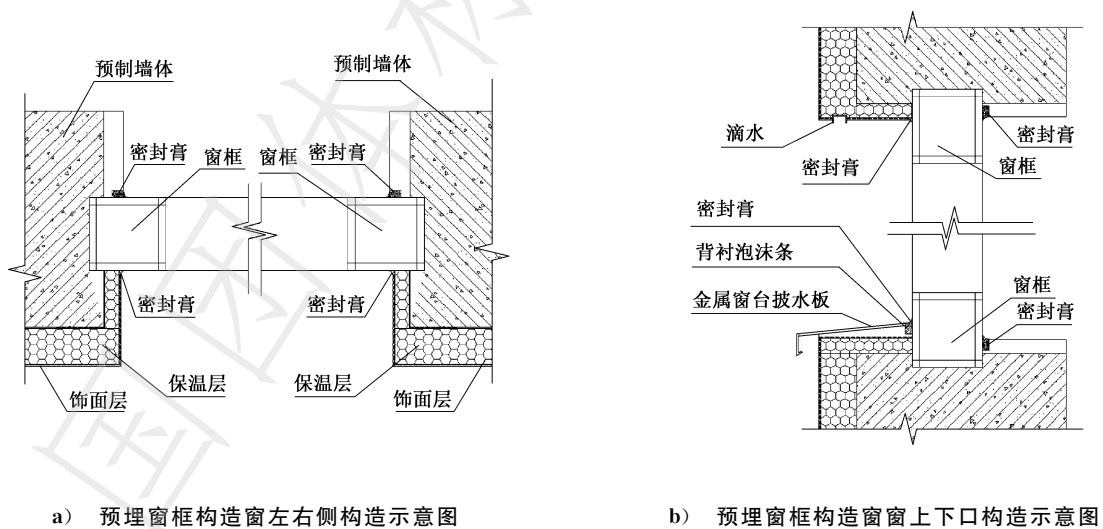 预制墙体
预制墙体
密封膏
窗框
窗框
密封膏
密封膏
密封膏
保温层
保温层
饰面层
饰面层
a） 预埋窗框构造窗左右侧构造示意图
滴水
密封膏
密封膏
窗框
密封膏
背衬泡沫条
金属窗台披水板
窗框
密封膏
b） 预埋窗框构造窗窗上下口构造示意图